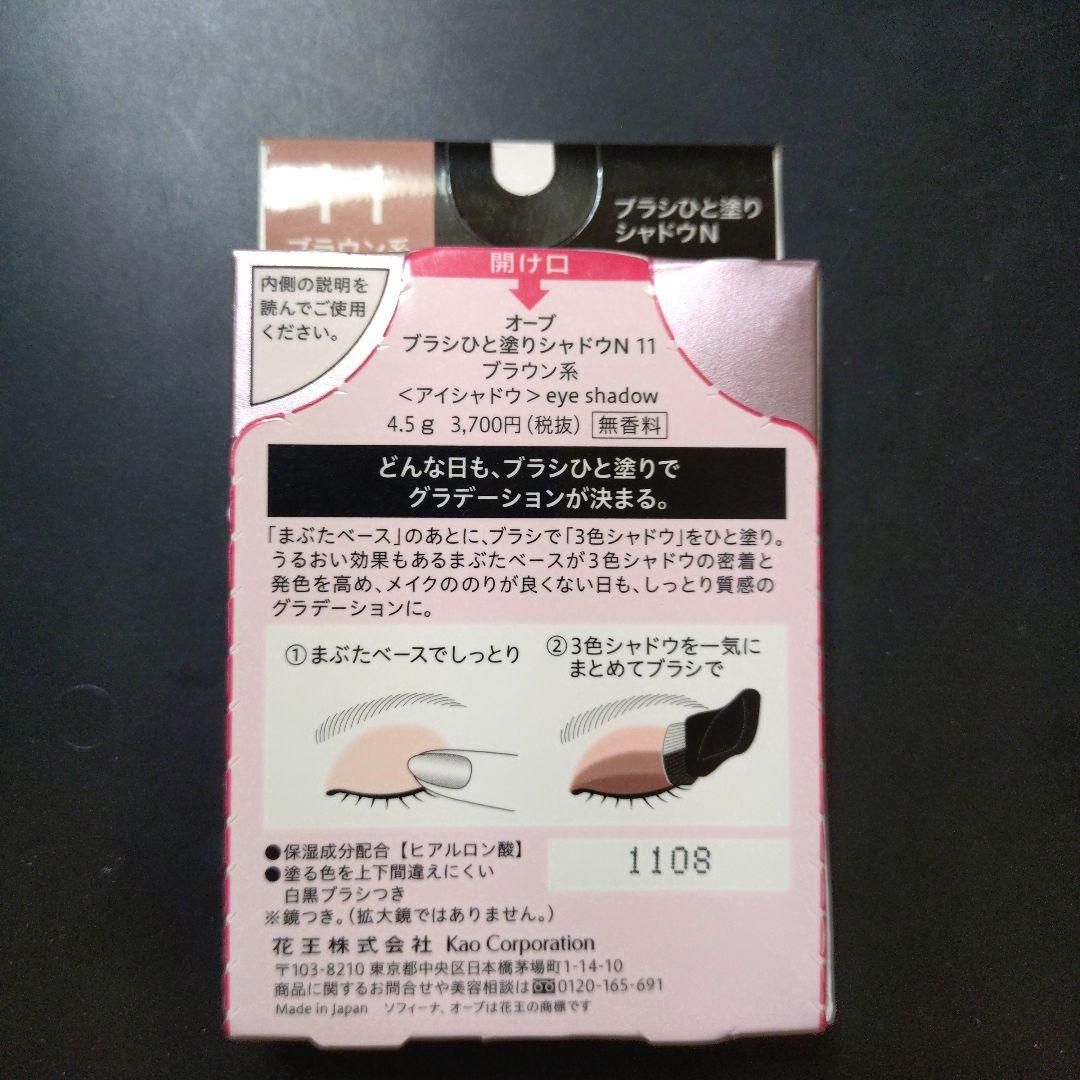 11
ブラウン系
ブラシひと塗り
シャドウN
開け口
内側の説明を
読んでご使用
ください。
オーブ
ブラシひと塗りシャドウN 11
ブラウン系
<アイシャドウ> eye shadow
4.5g 3,700円(税抜) 無香料
どんな日も、ブラシひと塗りで
グラデーションが決まる。
「まぶたベース」のあとに、ブラシで「3色シャドウ」をひと塗り。
うるおい効果もあるまぶたベースが3色シャドウの密着と
発色を高め、メイクののりが良くない日も、しっとり質感の
グラデーションに。
①まぶたベースでしっとり
②3色シャドウを一気に
まとめてブラシで
●保湿成分配合【ヒアルロン酸】
●塗る色を上下間違えにくい
白黒ブラシつき
※鏡つき。(拡大鏡ではありません。)
1108
花王株式会社 Kao Corporation
〒103-8210 東京都中央区日本橋茅場町1-14-10
商品に関するお問合せや美容相談は 0120-165-691
Made in Japan ソフィーナ、オーブは花王の商標です